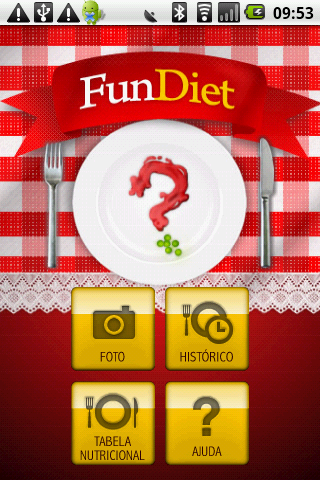 09:53
FunDiet
?
FOTO
HISTÓRICO
TABELA
NUTRICIONAL
?
AJUDA